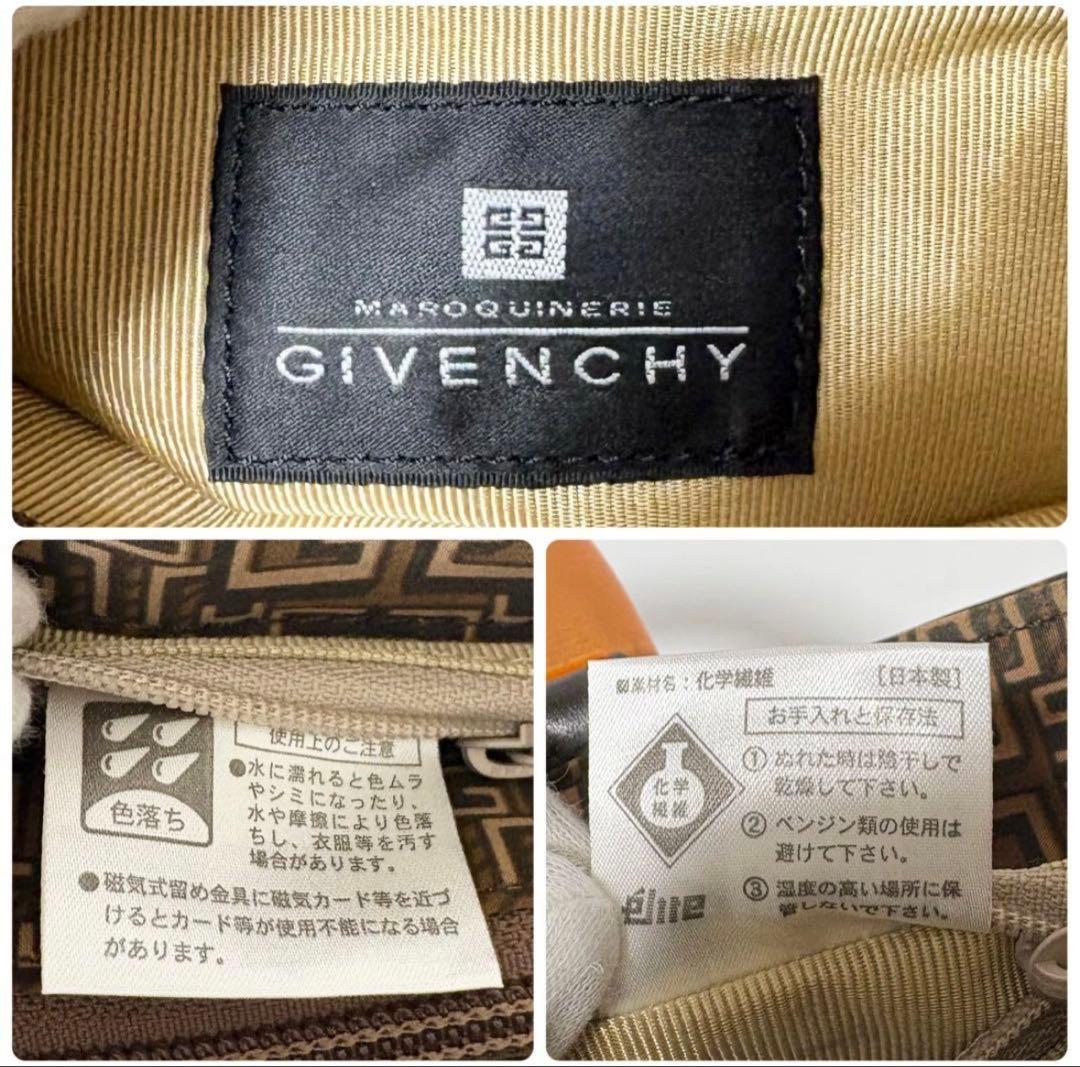 MAROQUINERIE
GIVENCHY
色落ち
使用上のご注意
●水に濡れると色ムラ
やシミになったり、
水や摩擦により色落
ちし、衣服等を汚す
場合があります。
●磁気式留め金具に磁気カード等を近づ
けるとカード等が使用不能になる場合
があります。
素材名：化学繊維 [日本製]
お手入れと保存法
化学
繊維
① ぬれた時は陰干しで
乾燥して下さい。
② ベンジン類の使用は
避けて下さい。
③ 湿度の高い場所に保
管しないで下さい。